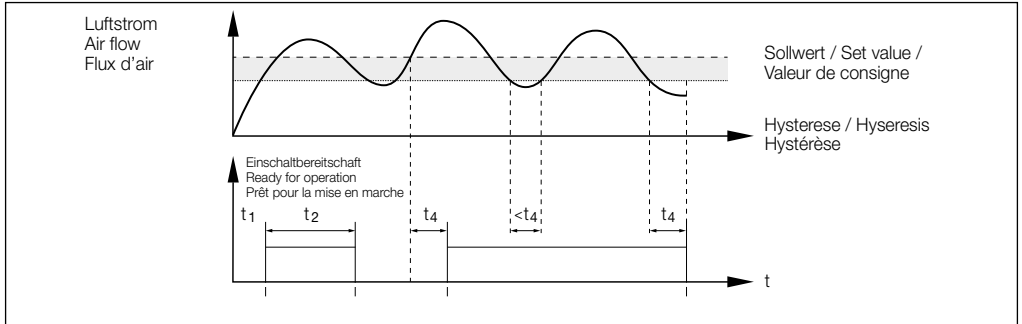 Luftstrom
Air flow
Flux d'air
Sollwert / Set value /
Valeur de consigne
Hysterese / Hyseresis
Hystérèse
Einschaltbereitschaft
Ready for operation
Prêt pour la mise en marche
t1 t2 t4 <t4 t4
t